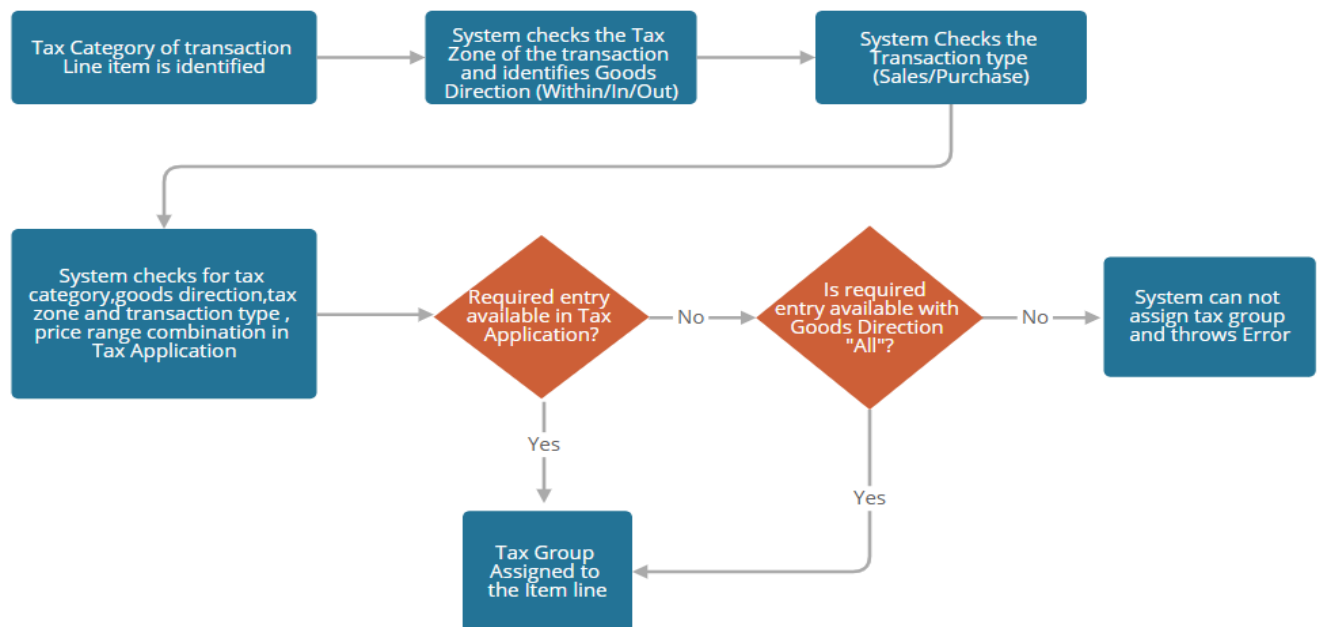 Tax Category of transaction
Line item is identified
System checks the Tax
Zone of the transaction
and identifies Goods
Direction (Within/In/Out)
System Checks the
Transaction type
(Sales/Purchase)
System checks for tax
category,goods direction,tax
zone and transaction type ,
price range combination in
Tax Application
Required entry
available in Tax
Application?
No
Is required
entry available with
Goods Direction
"All"?
No
System can not
assign tax group
and throws Error
Yes
Yes
Tax Group
Assigned to
the Item line